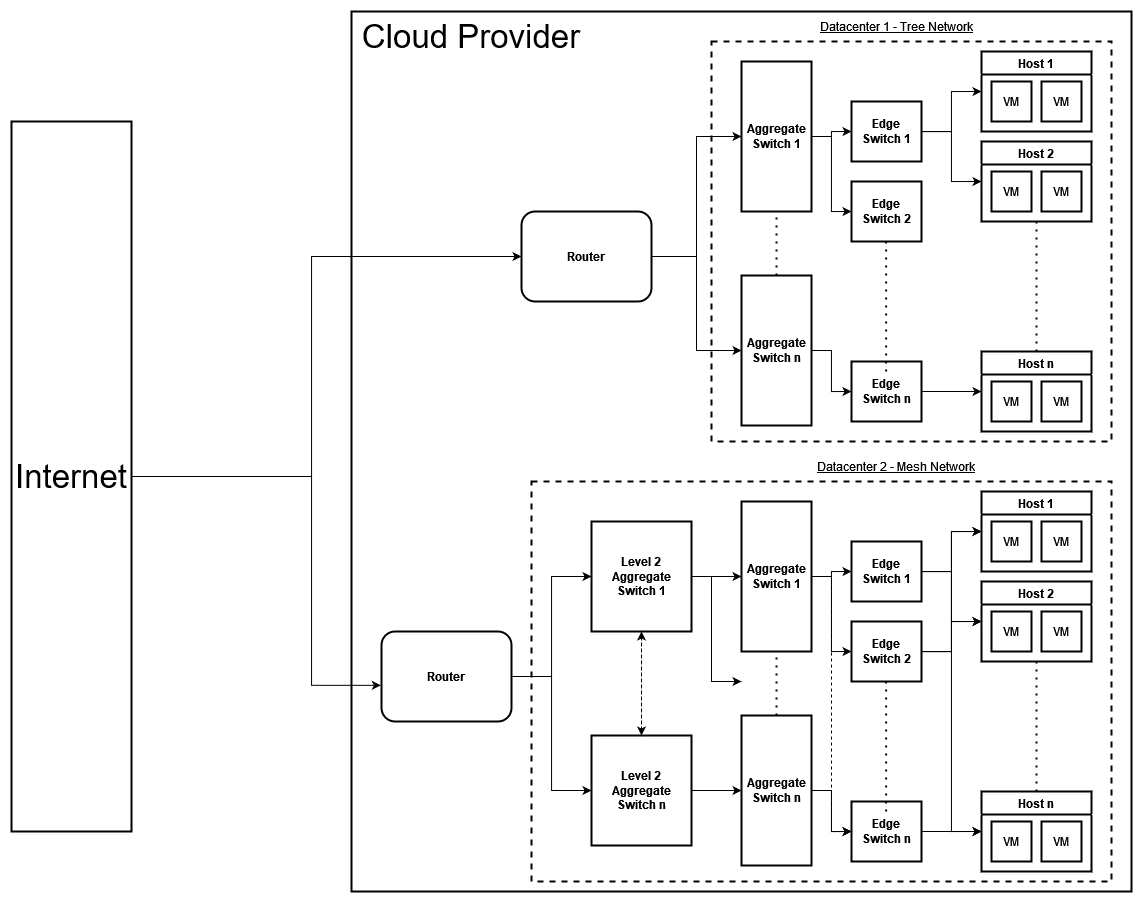 Cloud Provider
Datacenter 1 - Tree Network
Host 1
VM VM
Aggregate
Switch 1
Edge
Switch 1
Host 2
VM VM
Edge
Switch 2
Router
Aggregate
Switch n
Host n
VM VM
Edge
Switch n
Internet
Datacenter 2 - Mesh Network
Host 1
VM VM
Level 2
Aggregate
Switch 1
Aggregate
Switch 1
Edge
Switch 1
Host 2
VM VM
Edge
Switch 2
Router
Level 2
Aggregate
Switch n
Aggregate
Switch n
Host n
VM VM
Edge
Switch n